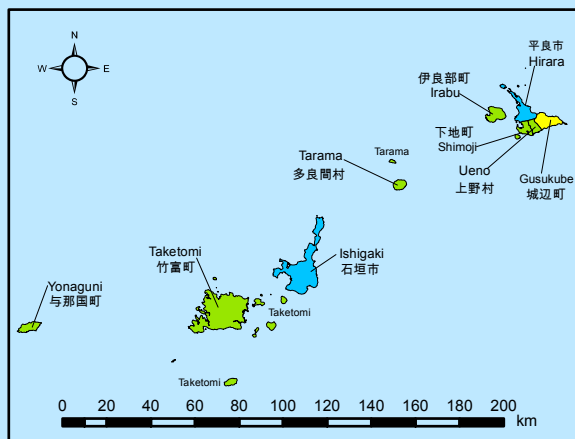 N
W
E
S
平良市
Hirara
伊良部町
Irabu
下地町
Shimoji
Ueno
上野村
Gusukube
城辺町
Tarama
Tarama
多良間村
Taketomi
竹富町
Ishigaki
石垣市
Yonaguni
与那国町
Taketomi
Taketomi
0 20 40 60 80 100 120 140 160 180 200
km